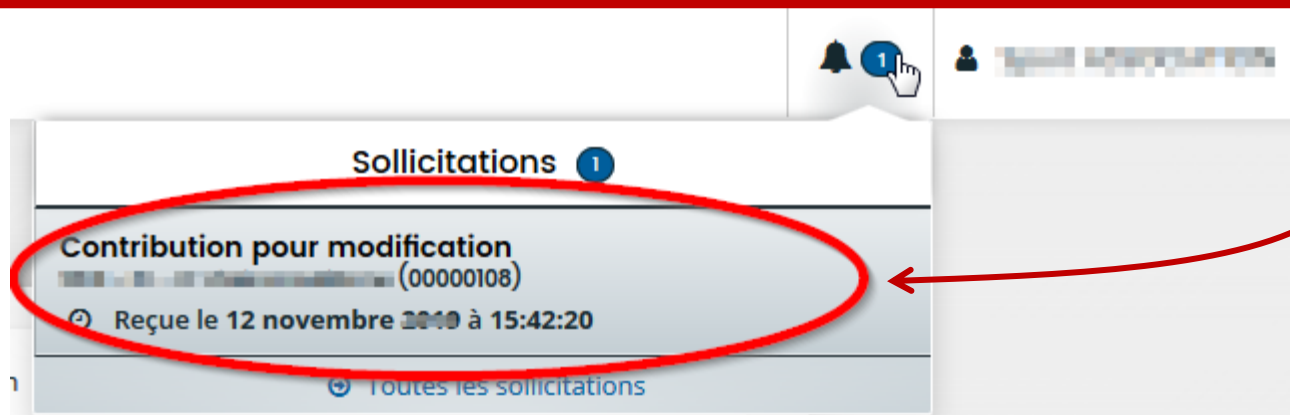 1
Sollicitations 1
Contribution pour modification
(00000108)
Reçue le 12 novembre à 15:42:20
Toutes les sollicitations